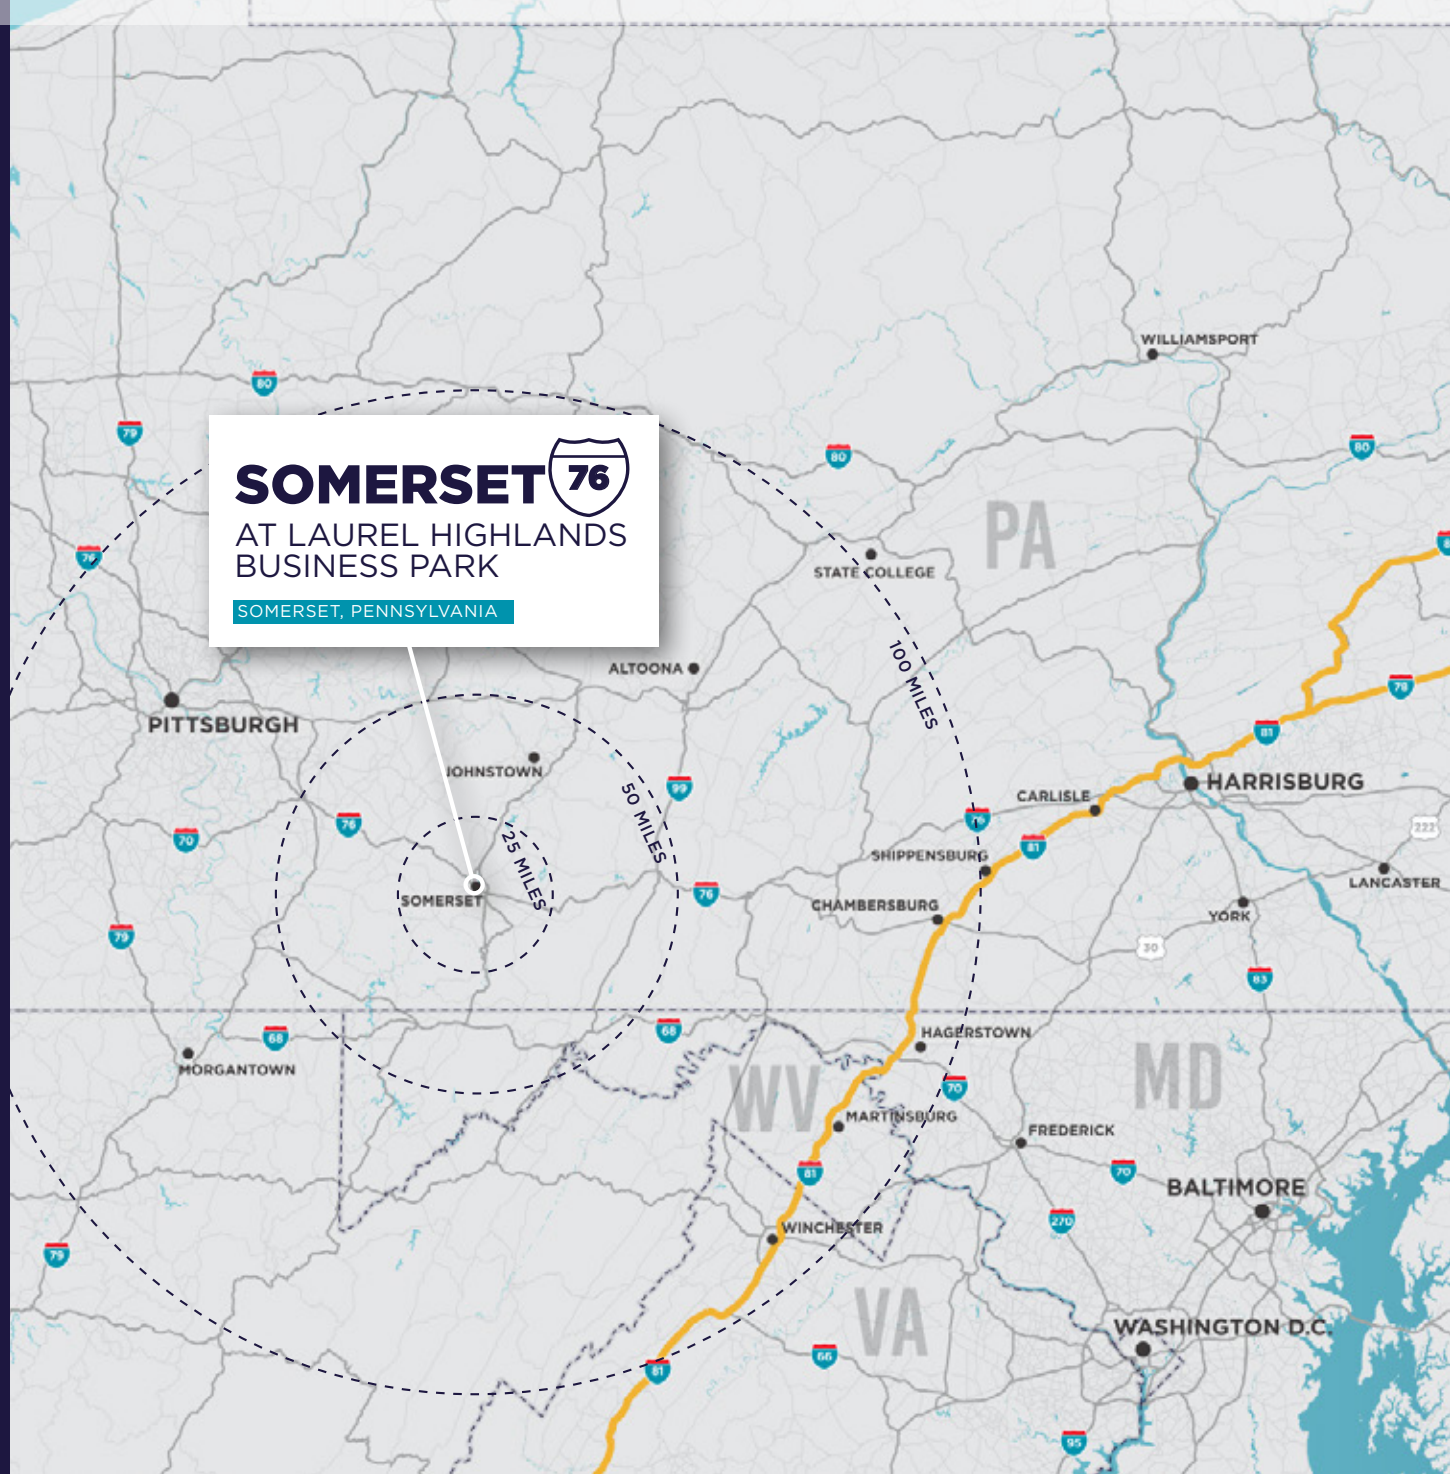 WILLIAMSPORT
80
79
80
80
SOMERSET 76
AT LAUREL HIGHLANDS
BUSINESS PARK
SOMERSET, PENNSYLVANIA
PA
76
STATE COLLEGE
100 MILES
ALTOONA
78
PITTSBURGH
81
JOHNSTOWN
HARRISBURG
99
50 MILES
CARLISLE
76
222
70
81
25 MILES
SHIPPENSBURG
LANCASTER
76
SOMERSET
CHAMBERSBURG
YORK
79
30
83
68
68
HAGERSTOWN
MORGANTOWN
WV
MD
70
MARTINSBURG
FREDERICK
81
70
BALTIMORE
270
WINCHESTER
79
VA
WASHINGTON D.C.
66
81
95